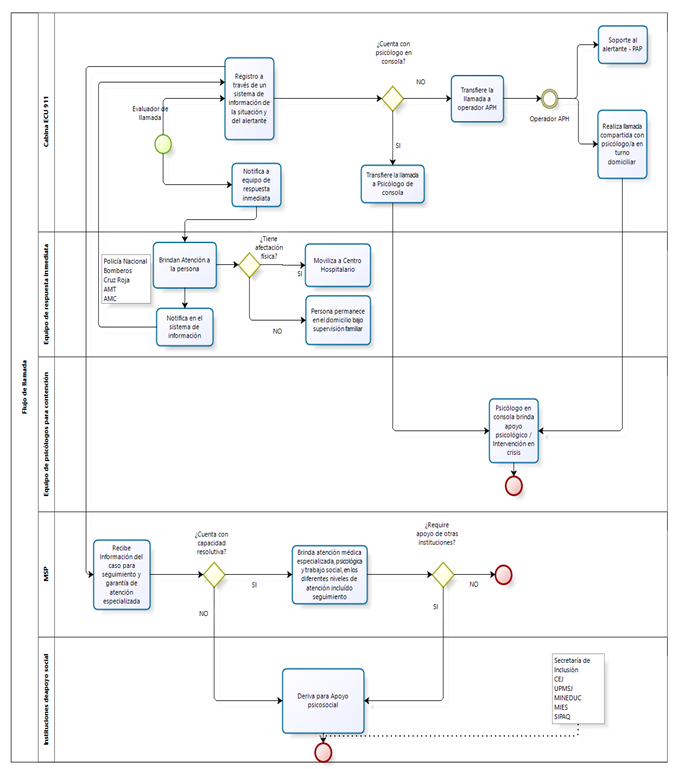 Flujo de llamada
Cabina ECU 911
¿Cuenta con
psicólogo en
consola?
Soporte al
alertante - PAP
Registro a
través de un
sistema de
información de
la situación y
del alertante
NO
Transfiere la
llamada a
operador APH
Operador APH
Evaluador de
llamada
Realiza llamada
compartida con
psicólogo/a en
turno
domiciliar
SI
Notifica a
equipo de
respuesta
inmediata
Transfiere la llamada
a Psicólogo de
consola
Equipo de respuesta inmediata
Policía Nacional
Bomberos
Cruz Roja
AMT
AMC
Brindan Atención a
la persona
¿Tiene
afectación
física?
SI
Moviliza a Centro
Hospitalario
Notifica en el
sistema de
información
NO
Persona permanece
en el domicilio bajo
supervisión familiar
Equipo de psicólogos para contención
Psicólogo en
consola brinda
apoyo
psicológico /
Intervención en
crisis
MSP
Recibe
Información del
caso para
seguimiento y
garantía de
atención
especializada
¿Cuenta con
capacidad
resolutiva?
SI
NO
Brinda atención médica
especializada, psicológica
y trabajo social, en los
diferentes niveles de
atención incluído
seguimiento
¿Require
apoyo de otras
instituciones?
NO
SI
Instituciones deapoyo social
Deriva para Apoyo
psicosocial
Secretaría de
Inclusión
CEJ
UPMSJ
MINEDUC
MIES
SIPAQ